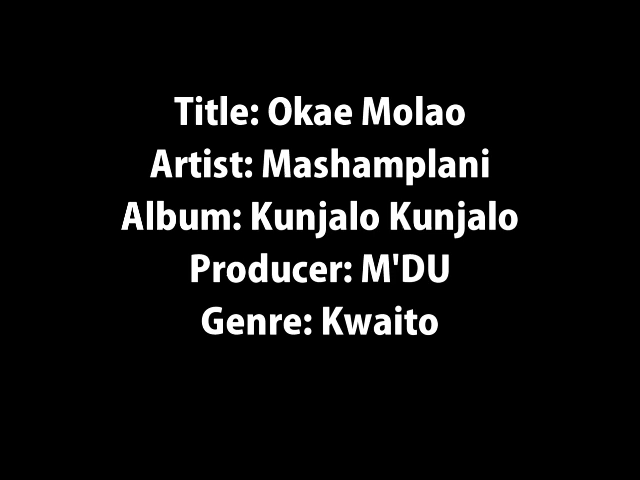 Title: Okae Molao
Artist: Mashamplani
Album: Kunjalo Kunjalo
Producer: M'DU
Genre: Kwaito